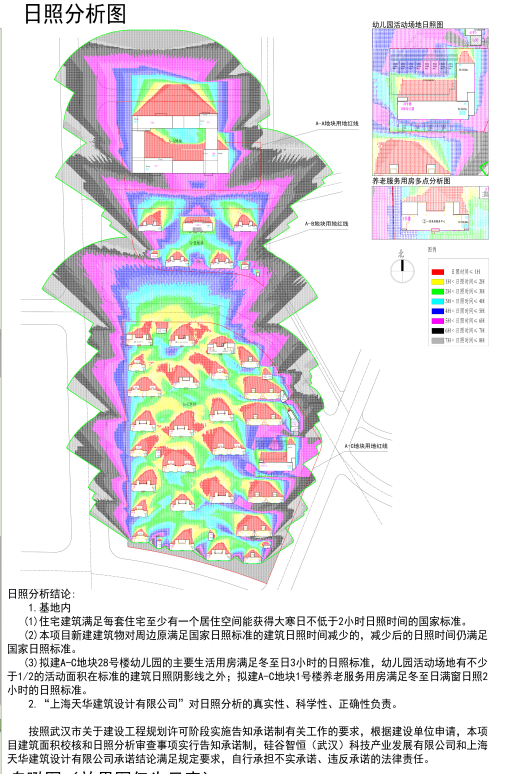 日照分析图
幼儿园活动场地日照图
A-A地块用地红线
养老服务用房多点分析图
A-B地块用地红线
北
图例
日照时间< 1H
1H< 日照时间< 2H
2H< 日照时间< 3H
3H< 日照时间< 4H
4H< 日照时间< 5H
5H< 日照时间< 6H
6H< 日照时间< 7H
7H< 日照时间< 8H
A-C地块用地红线
日照分析结论:
1.基地内
(1)住宅建筑满足每套住宅至少有一个居住空间能获得大寒日不低于2小时日照时间的国家标准。
(2)本项目新建建筑物对周边原满足国家日照标准的建筑日照时间减少的，减少后的日照时间仍满足
国家日照标准。
(3)拟建A-C地块28号楼幼儿园的主要生活用房满足冬至日3小时的日照标准，幼儿园活动场地有不少
于1/2的活动面积在标准的建筑日照阴影线之外；拟建A-C地块1号楼养老服务用房满足冬至日满窗日照2
小时的日照标准。
2.“上海天华建筑设计有限公司”对日照分析的真实性、科学性、正确性负责。
按照武汉市关于建设工程规划许可阶段实施告知承诺制有关工作的要求，根据建设单位申请，本项
目建筑面积校核和日照分析审查事项实行告知承诺制，硅谷智恒（武汉）科技产业发展有限公司和上海
天华建筑设计有限公司承诺结论满足规定要求，自行承担不实承诺、违反承诺的法律责任。